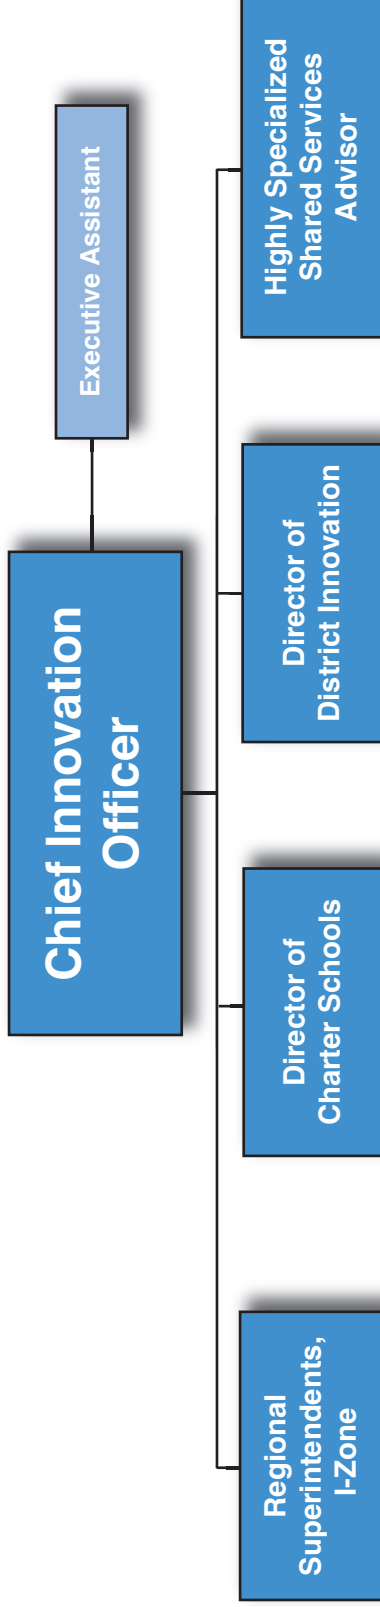 Chief Innovation
Officer
Executive Assistant
Regional
Superintendents,
I-Zone
Director of
Charter Schools
Director of
District Innovation
Highly Specialized
Shared Services
Advisor